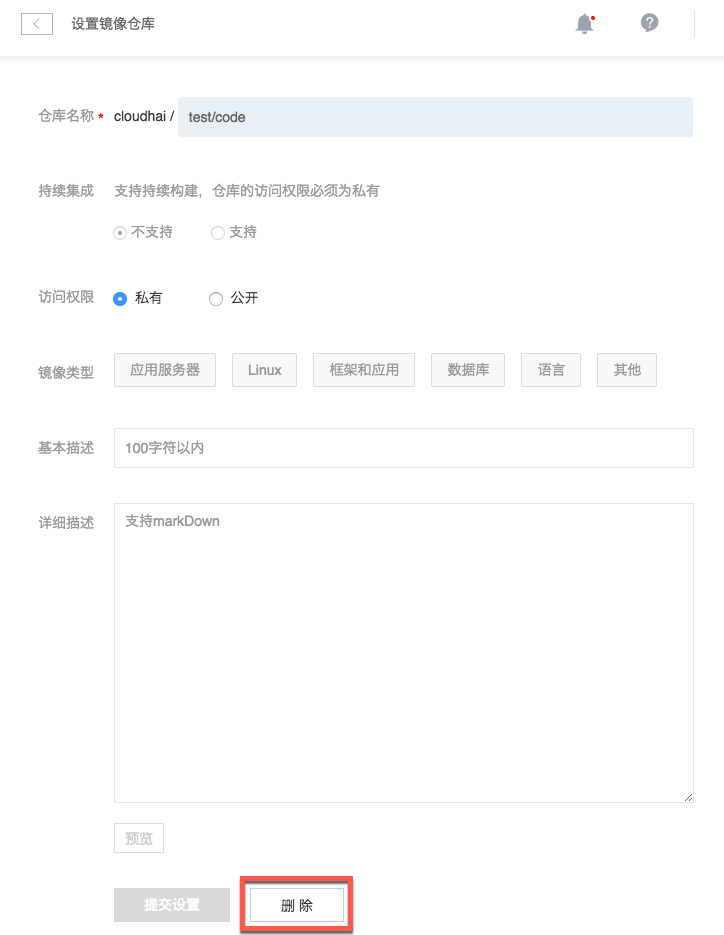 设置镜像仓库
仓库名称 * cloudhai / test/code
持续集成 支持持续构建，仓库的访问权限必须为私有
不支持 支持
访问权限 私有 公开
镜像类型 应用服务器 Linux 框架和应用 数据库 语言 其他
基本描述 100字符以内
详细描述 支持markDown
预览
提交设置 删除